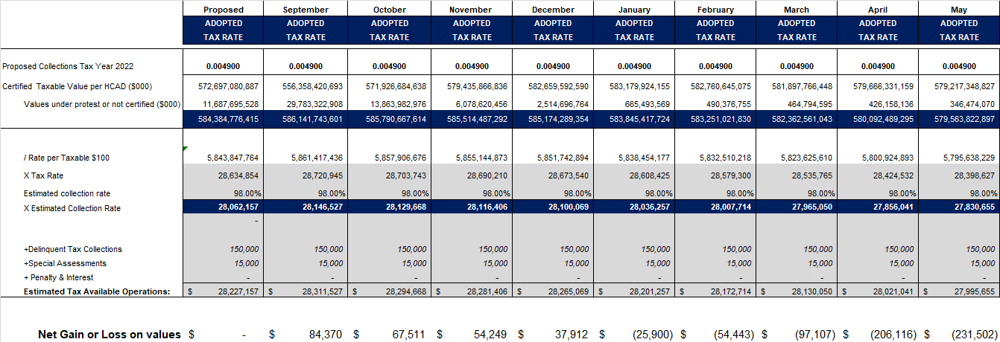 Proposed September October November December January February March April May
ADOPTED ADOPTED ADOPTED ADOPTED ADOPTED ADOPTED ADOPTED ADOPTED ADOPTED ADOPTED
TAX RATE TAX RATE TAX RATE TAX RATE TAX RATE TAX RATE TAX RATE TAX RATE TAX RATE TAX RATE
Proposed Collections Tax Year 2022 0.004900 0.004900 0.004900 0.004900 0.004900 0.004900 0.004900 0.004900 0.004900 0.004900
Certified Taxable Value per HCAD ($000) 572,697,080,887 556,358,420,693 571,926,684,638 579,435,866,836 582,659,592,590 583,179,924,155 582,760,645,075 581,897,766,448 579,666,331,159 579,217,348,827
Values under protest or not certified ($000) 11,687,695,528 29,783,322,908 13,863,982,976 6,078,620,456 2,514,696,764 665,493,569 490,376,755 464,794,595 426,158,136 346,474,070
584,384,776,415 586,141,743,601 585,790,667,614 585,514,487,292 585,174,289,354 583,845,417,724 583,251,021,830 582,362,561,043 580,092,489,295 579,563,822,897
/ Rate per Taxable $100 5,843,847,764 5,861,417,436 5,857,906,676 5,855,144,873 5,851,742,894 5,838,454,177 5,832,510,218 5,823,625,610 5,800,924,893 5,795,638,229
X Tax Rate 28,634,854 28,720,945 28,703,743 28,690,210 28,673,540 28,608,425 28,579,300 28,535,765 28,424,532 28,398,627
Estimated collection rate 98.00% 98.00% 98.00% 98.00% 98.00% 98.00% 98.00% 98.00% 98.00% 98.00%
X Estimated Collection Rate 28,062,157 28,146,527 28,129,668 28,116,406 28,100,069 28,036,257 28,007,714 27,965,050 27,856,041 27,830,655
-
+Delinquent Tax Collections 150,000 150,000 150,000 150,000 150,000 150,000 150,000 150,000 150,000 150,000
+Special Assessments 15,000 15,000 15,000 15,000 15,000 15,000 15,000 15,000 15,000 15,000
+ Penalty & Interest - - - - - - - - - -
Estimated Tax Available Operations: $ 28,227,157 $ 28,311,527 $ 28,294,668 $ 28,281,406 $ 28,265,069 $ 28,201,257 $ 28,172,714 $ 28,130,050 $ 28,021,041 $ 27,995,655
Net Gain or Loss on values $ - $ 84,370 $ 67,511 $ 54,249 $ 37,912 $ (25,900) $ (54,443) $ (97,107) $ (206,116) $ (231,502)